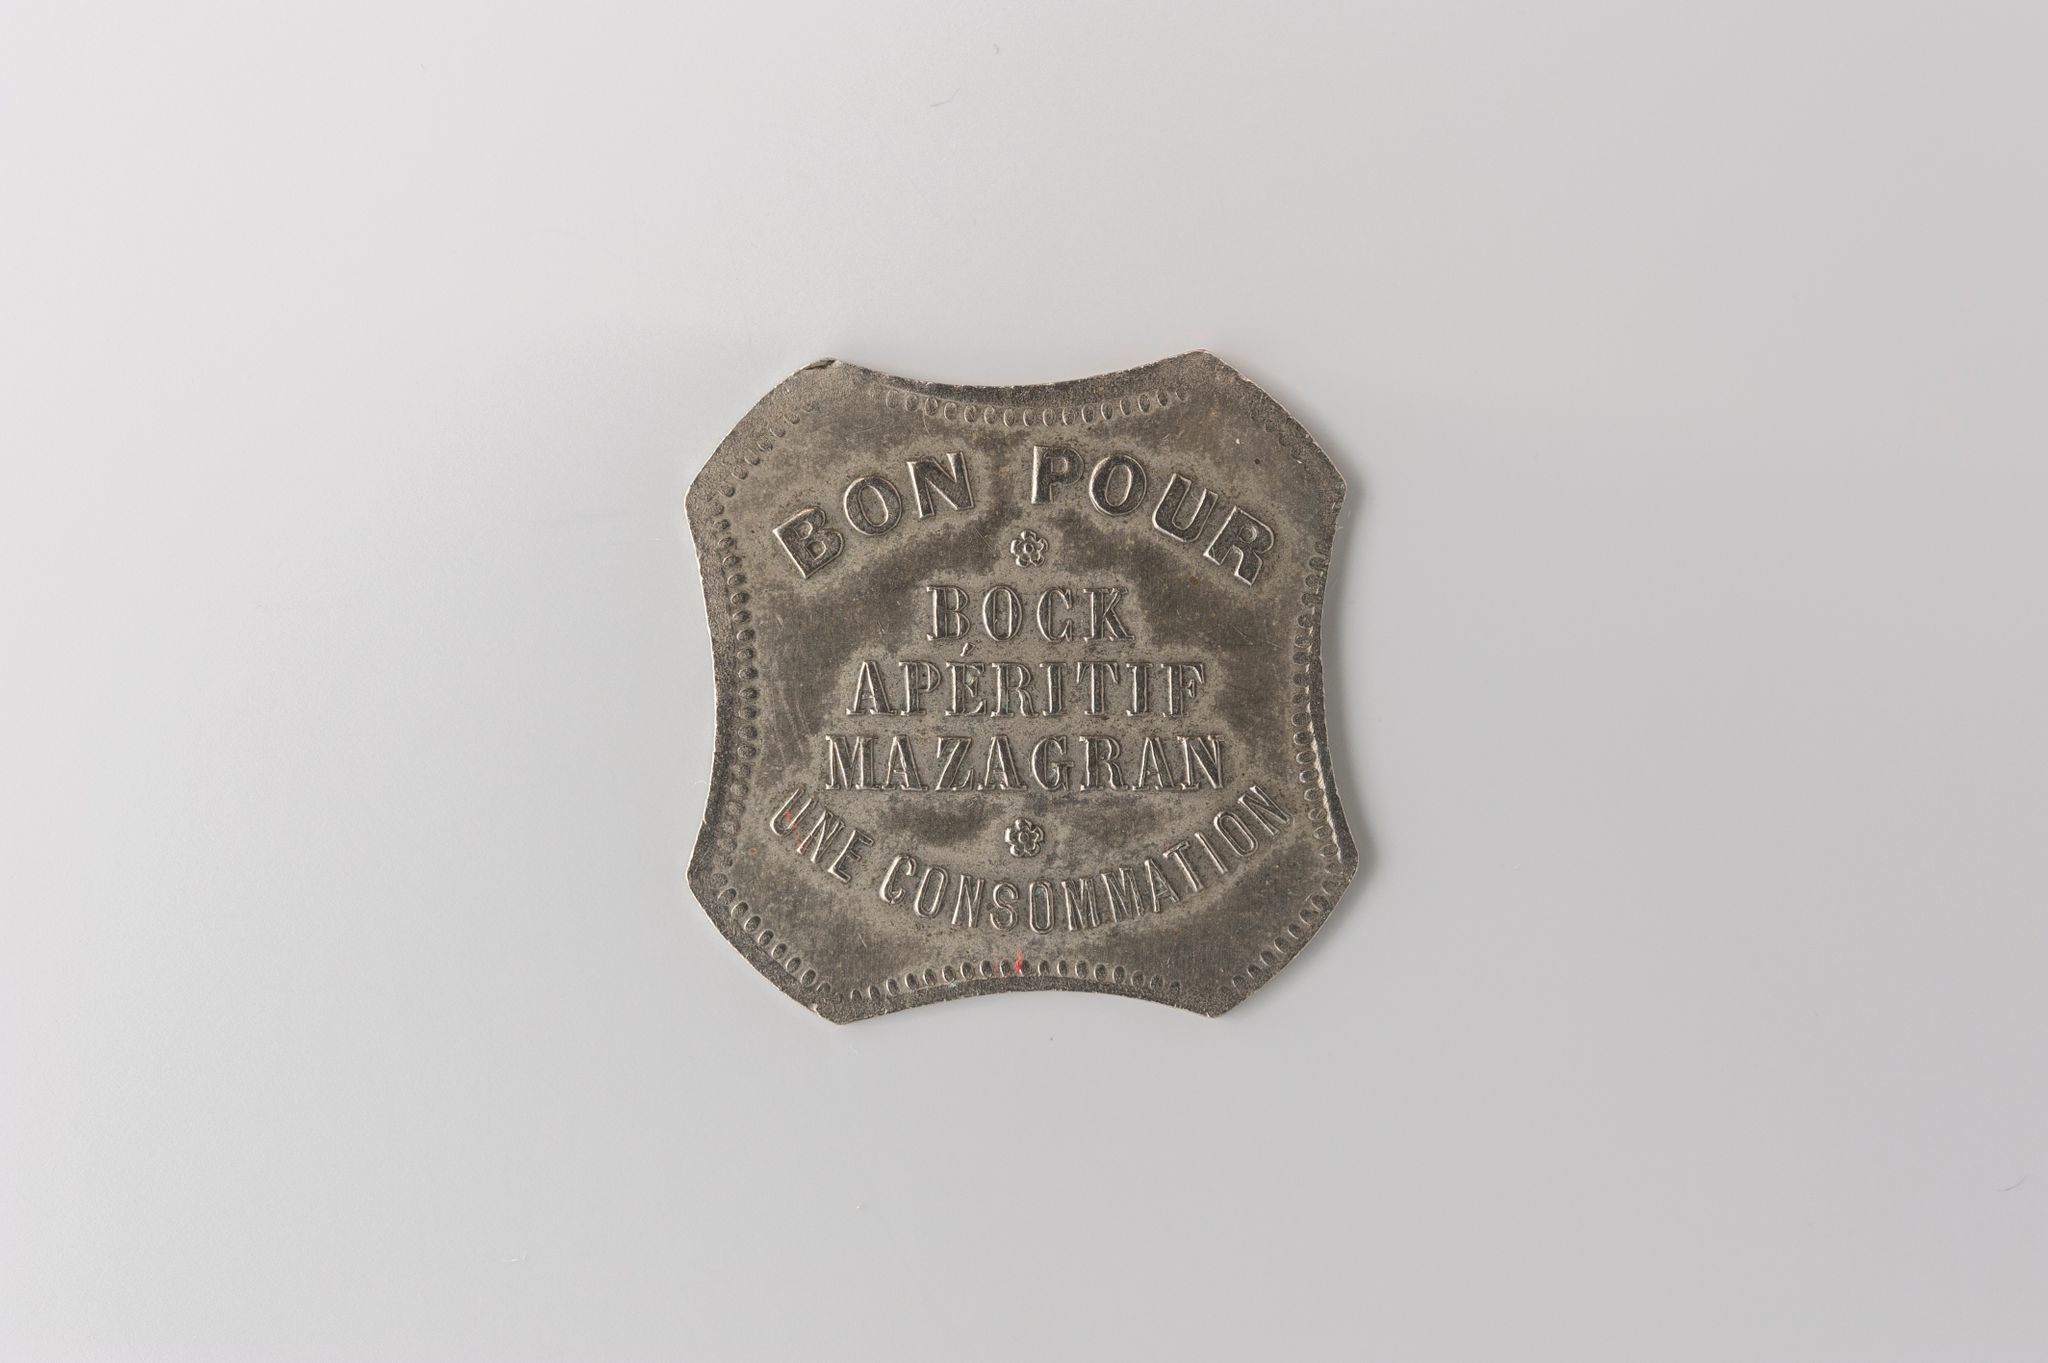 BON POUR
BOCK
APÉRITIF
MAZAGRAN
UNE CONSOMMATION